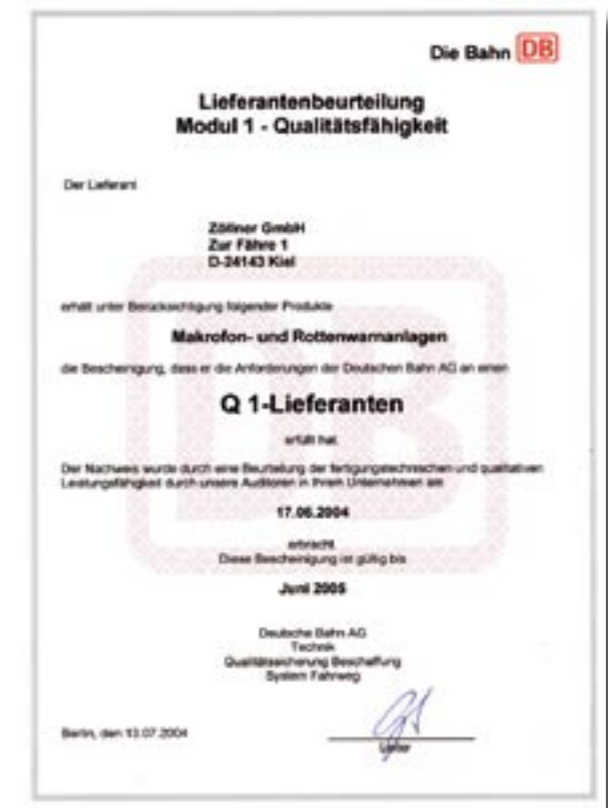 Die Bahn DB
Lieferantenbeurteilung
Modul 1 - Qualitätsfähigkeit
Der Lieferant
Zöllner GmbH
Zur Fähre 1
D-24143 Kiel
erhält unter Berücksichtigung folgender Produkte
Makrofon- und Rottenwarnanlagen
die Bescheinigung, dass er die Anforderungen der Deutschen Bahn AG an einen
Q 1-Lieferanten
erfüllt hat.
Der Nachweis wurde durch eine Beurteilung der fertigungstechnischen und qualitativen
Leistungsfähigkeit durch unsere Auditoren in Ihrem Unternehmen am
17.06.2004
erbracht
Diese Bescheinigung ist gültig bis
Juni 2005
Deutsche Bahn AG
Technik
Qualitätssicherung Beschaffung
System Fahrweg
Berlin, den 13.07.2004
Leiter
DB